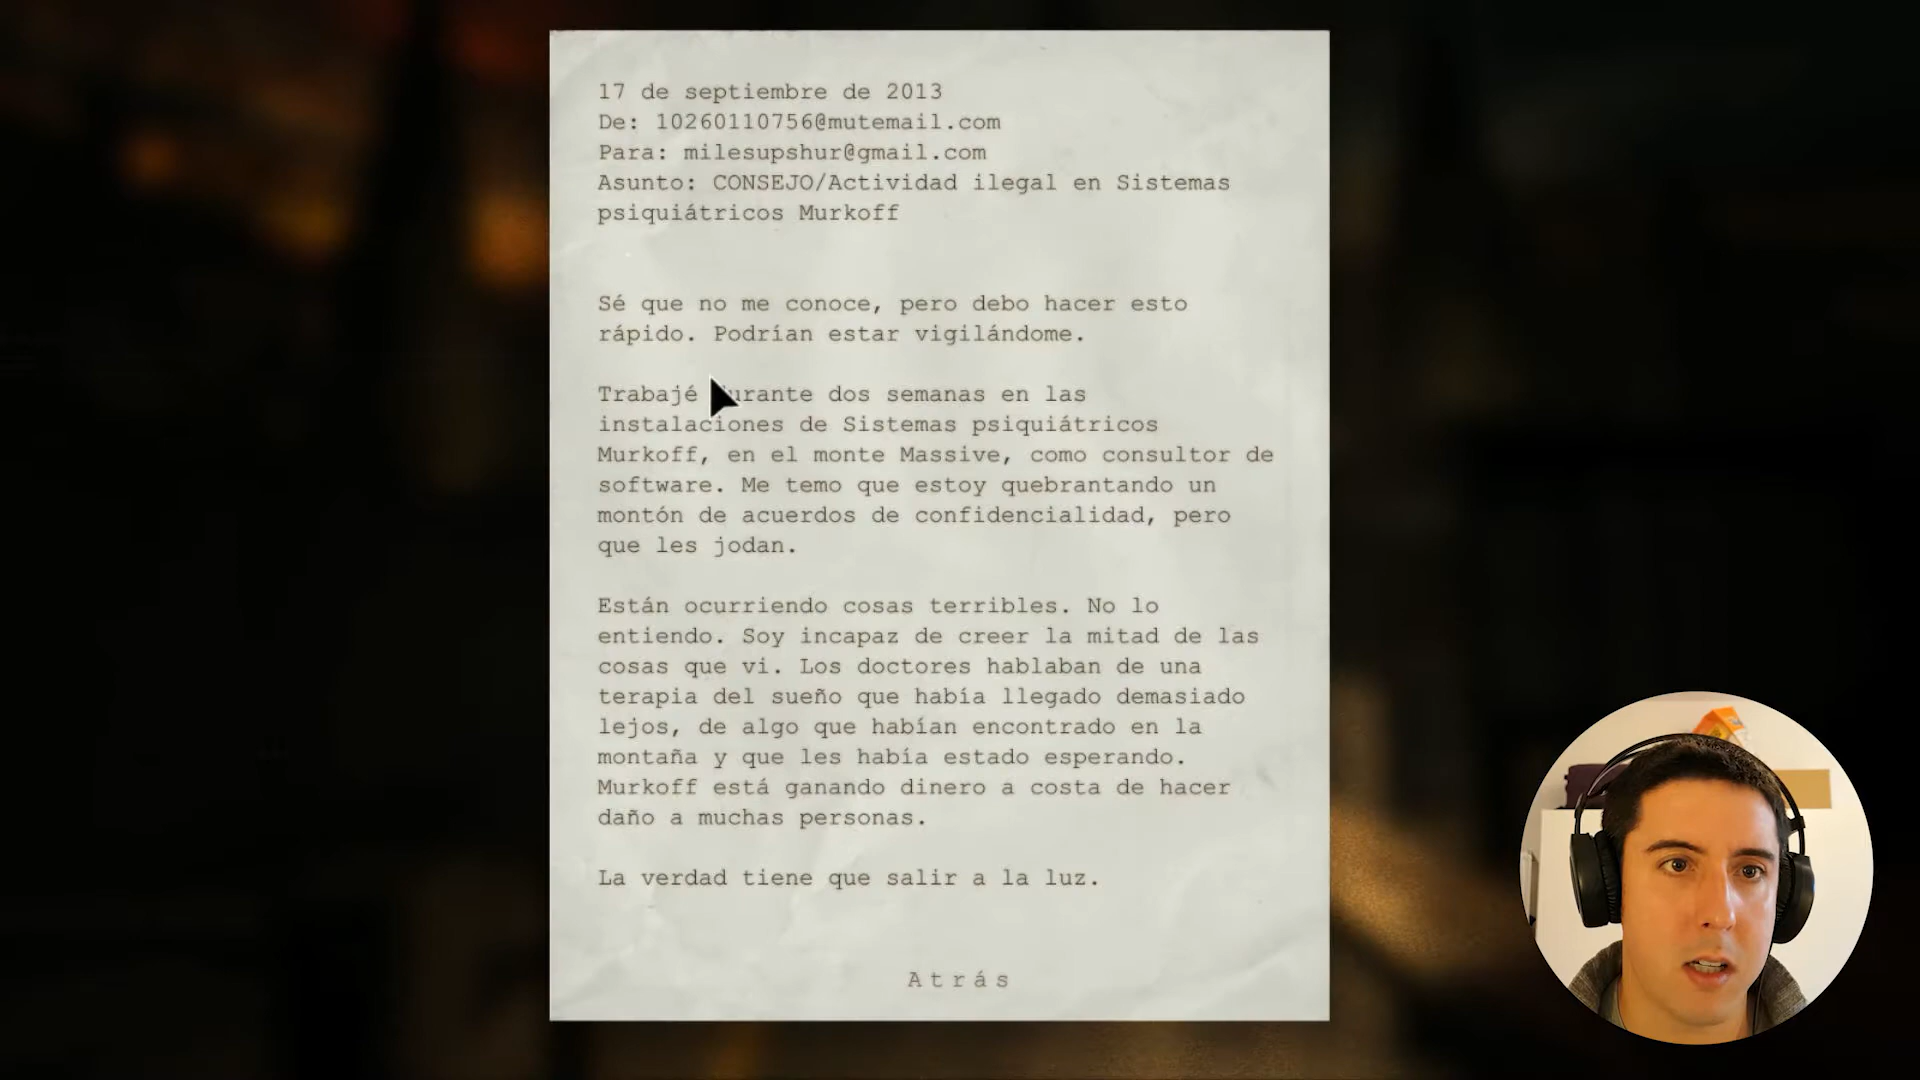 17 de septiembre de 2013
De: 10260110756@mutemail.com
Para: milesupshur@gmail.com
Asunto: CONSEJO/Actividad ilegal en Sistemas
psiquiátricos Murkoff
Sé que no me conoce, pero debo hacer esto
rápido. Podrían estar vigilándome.
Trabajé durante dos semanas en las
instalaciones de Sistemas psiquiátricos
Murkoff, en el monte Massive, como consultor de
software. Me temo que estoy quebrantando un
montón de acuerdos de confidencialidad, pero
que les jodan.
Están ocurriendo cosas terribles. No lo
entiendo. Soy incapaz de creer la mitad de las
cosas que vi. Los doctores hablaban de una
terapia del sueño que había llegado demasiado
lejos, de algo que habían encontrado en la
montaña y que les había estado esperando.
Murkoff está ganando dinero a costa de hacer
daño a muchas personas.
La verdad tiene que salir a la luz.
Atrás